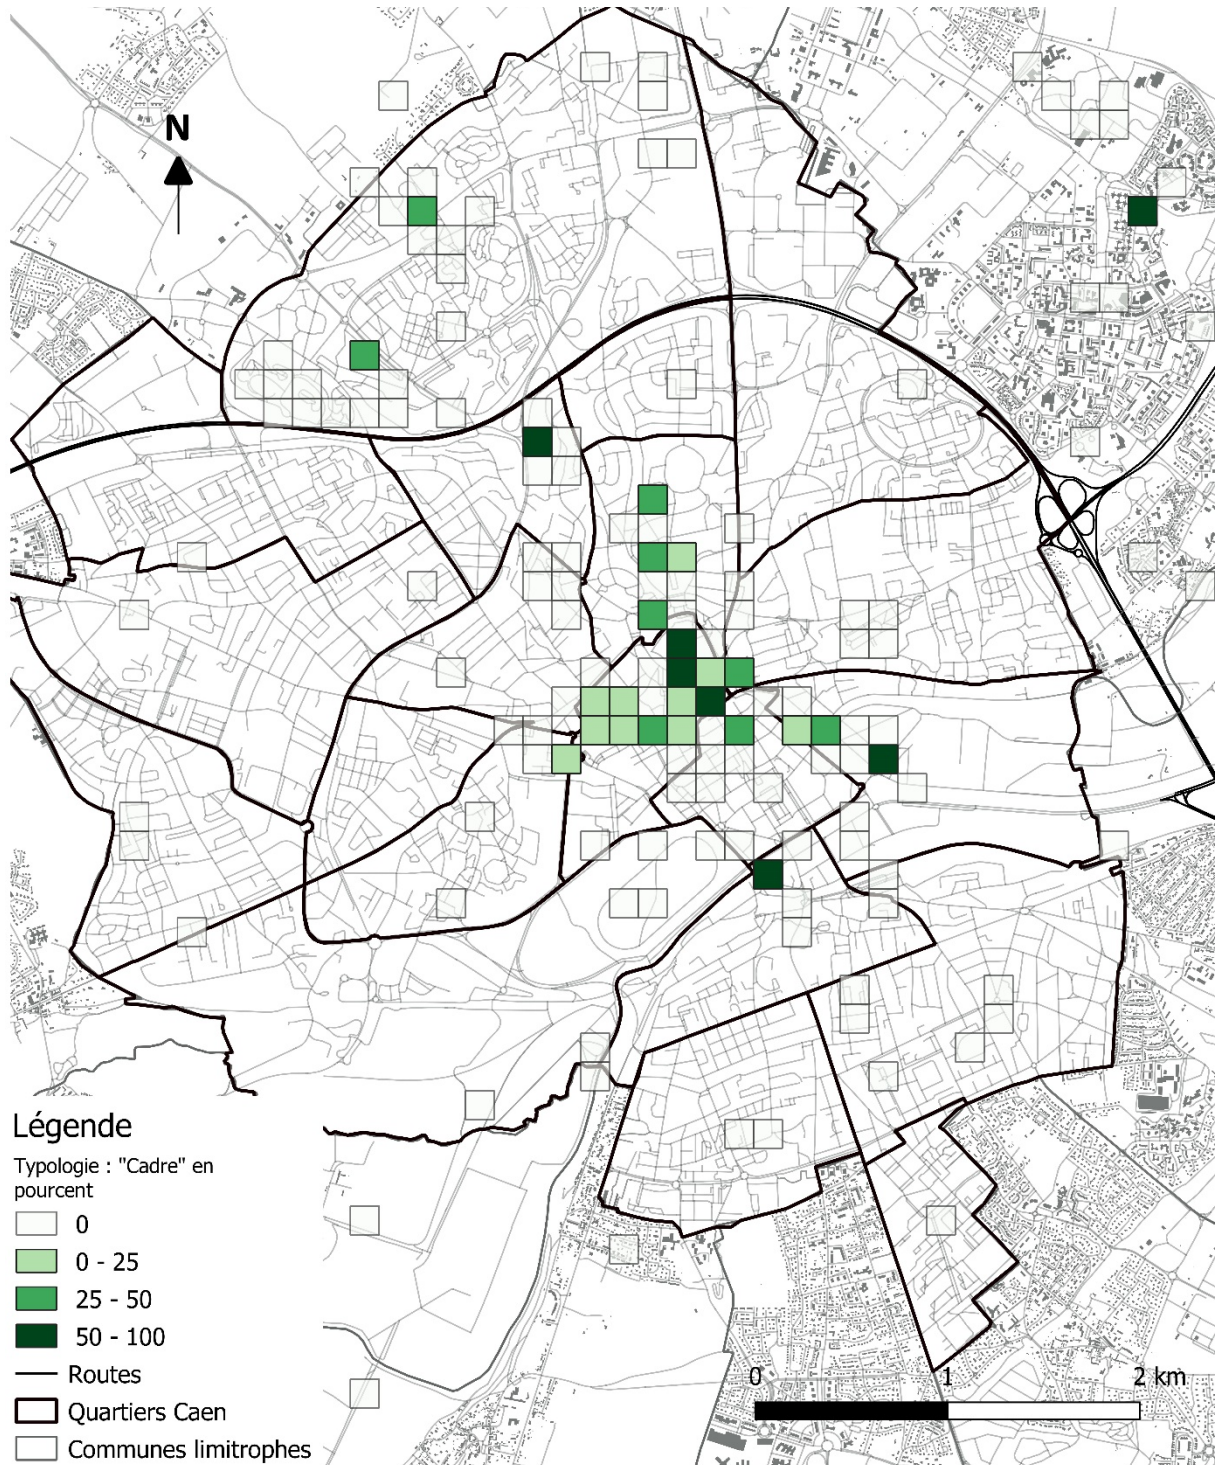 N
Légende
Typologie : "Cadre" en
pourcent
0
0 - 25
25 - 50
50 - 100
Routes
Quartiers Caen
Communes limitrophes
0 1 2 km